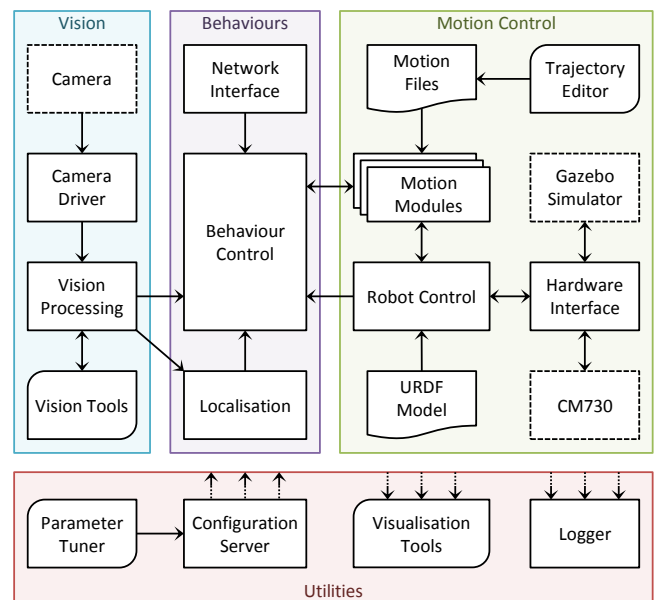 Vision
Behaviours
Motion Control
Camera
Network
Interface
Motion
Files
Trajectory
Editor
Camera
Driver
Behaviour
Control
Motion
Modules
Gazebo
Simulator
Vision
Processing
Robot Control
Hardware
Interface
Vision Tools
Localisation
URDF
Model
CM730
Parameter
Tuner
Configuration
Server
Visualisation
Tools
Logger
Utilities